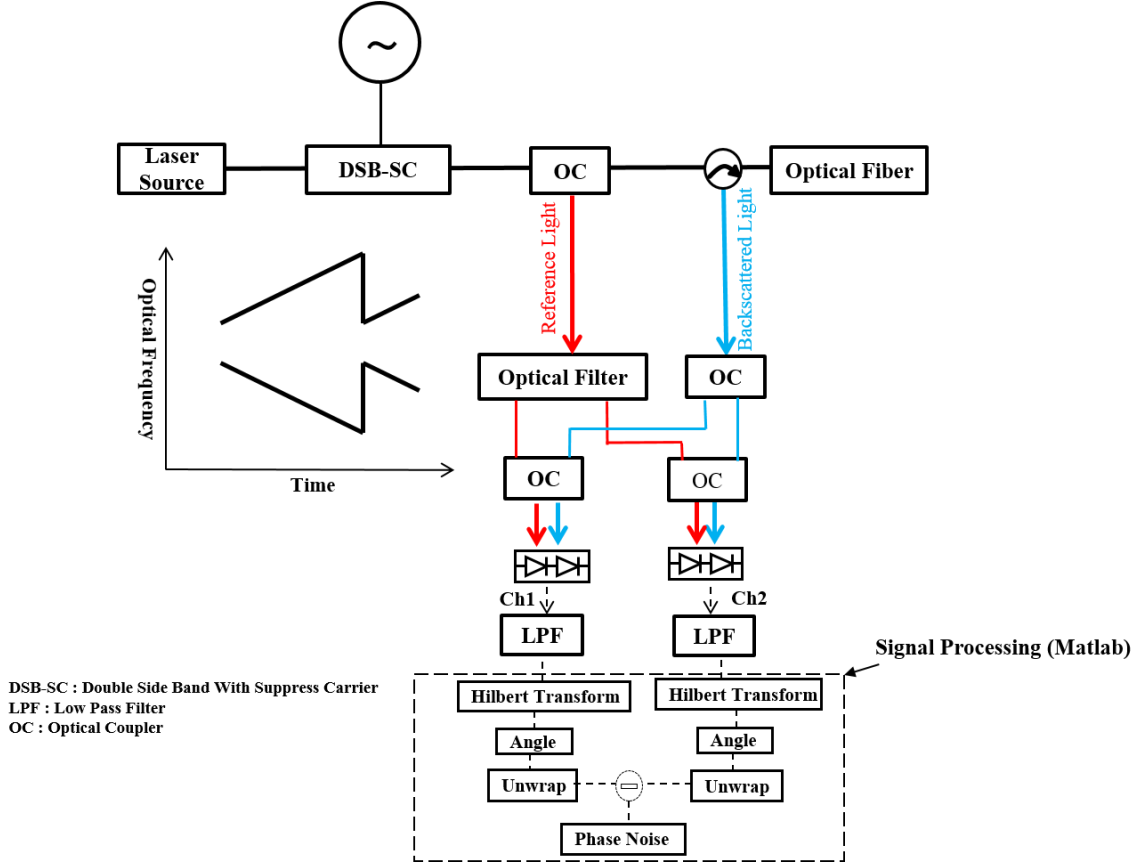 ~
Laser
Source
DSB-SC
OC
Optical Fiber
Reference Light
Backscattered Light
Optical Frequency
Time
Optical Filter
OC
OC
OC
Ch1
Ch2
LPF
LPF
Signal Processing (Matlab)
DSB-SC : Double Side Band With Suppress Carrier
LPF : Low Pass Filter
OC : Optical Coupler
Hilbert Transform
Hilbert Transform
Angle
Angle
Unwrap
Unwrap
Phase Noise